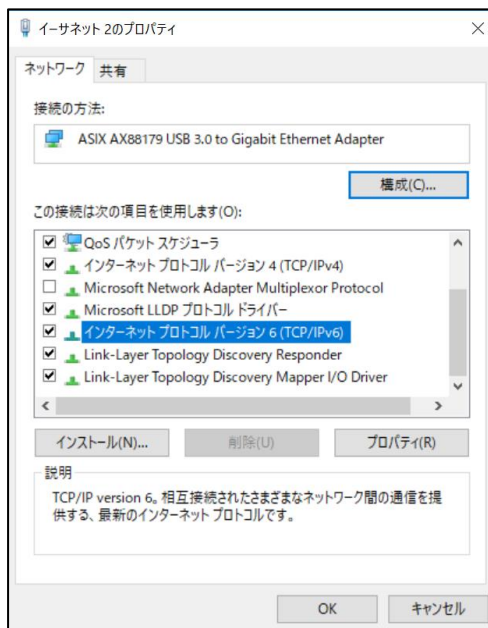 イーサネット 2のプロパティ
ネットワーク 共有
接続の方法:
ASIX AX88179 USB 3.0 to Gigabit Ethernet Adapter
構成(C)...
この接続は次の項目を使用します(O):
QoS パケット スケジューラ
インターネット プロトコル バージョン 4 (TCP/IPv4)
Microsoft Network Adapter Multiplexor Protocol
Microsoft LLDP プロトコル ドライバー
インターネット プロトコル バージョン 6 (TCP/IPv6)
Link-Layer Topology Discovery Responder
Link-Layer Topology Discovery Mapper I/O Driver
インストール(N)... 削除(U) プロパティ(R)
説明
TCP/IP version 6。相互接続されたさまざまなネットワーク間の通信を提
供する、最新のインターネット プロトコルです。
OK キャンセル